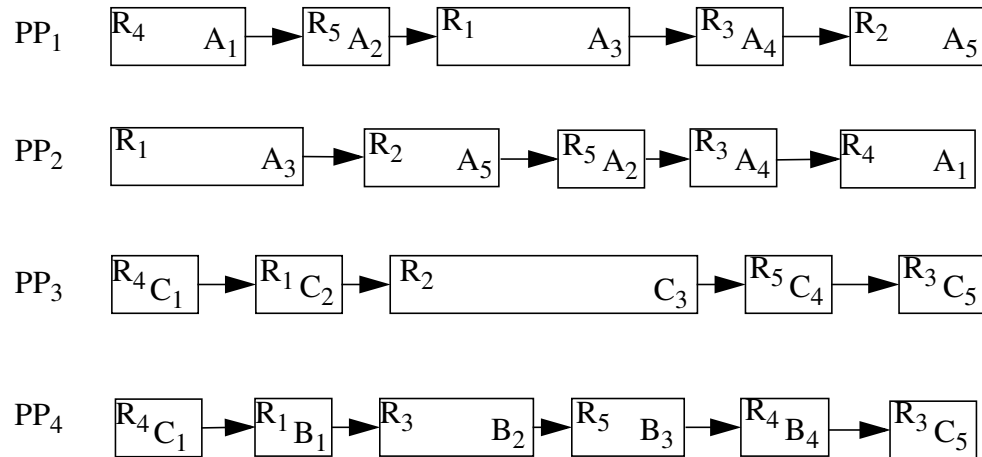 PP₁ R₄ A₁ R₅ A₂ R₁ A₃ R₃ A₄ R₂ A₅
PP₂ R₁ A₃ R₂ A₅ R₅ A₂ R₃ A₄ R₄ A₁
PP₃ R₄ C₁ R₁ C₂ R₂ C₃ R₅ C₄ R₃ C₅
PP₄ R₄ C₁ R₁ B₁ R₃ B₂ R₅ B₃ R₄ B₄ R₃ C₅